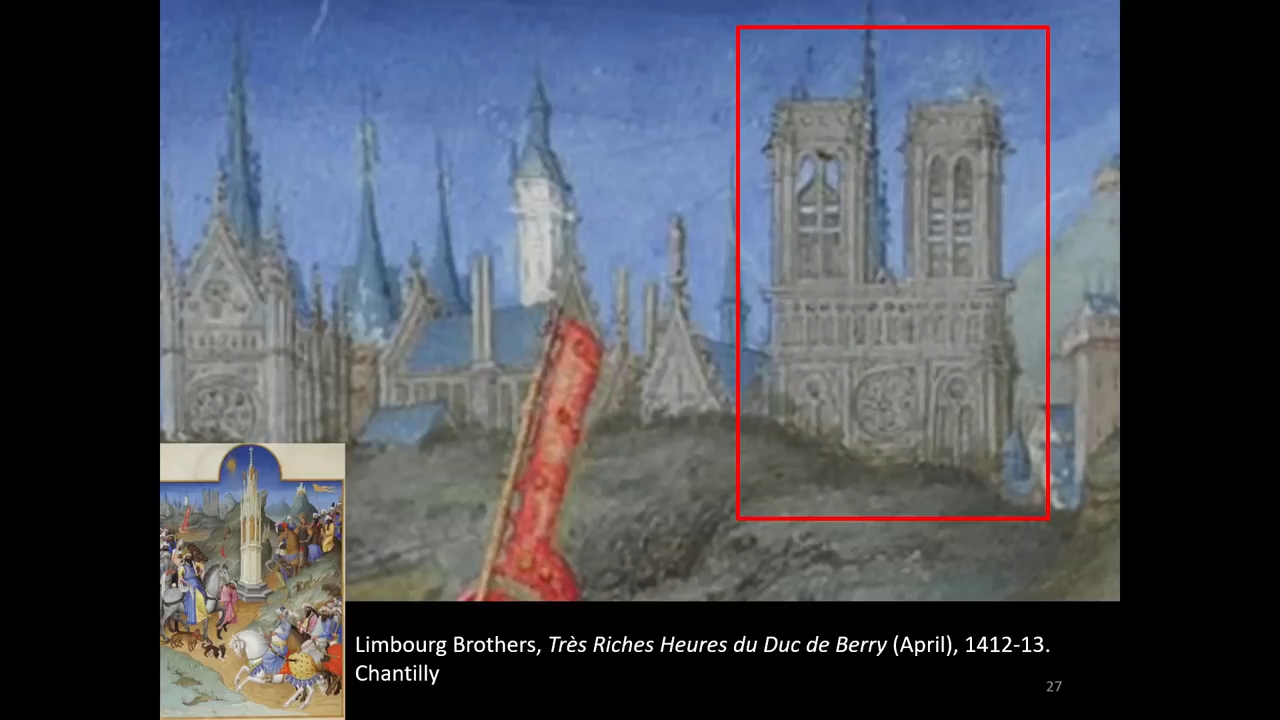 Limbourg Brothers, Très Riches Heures du Duc de Berry (April), 1412-13.
Chantilly
27